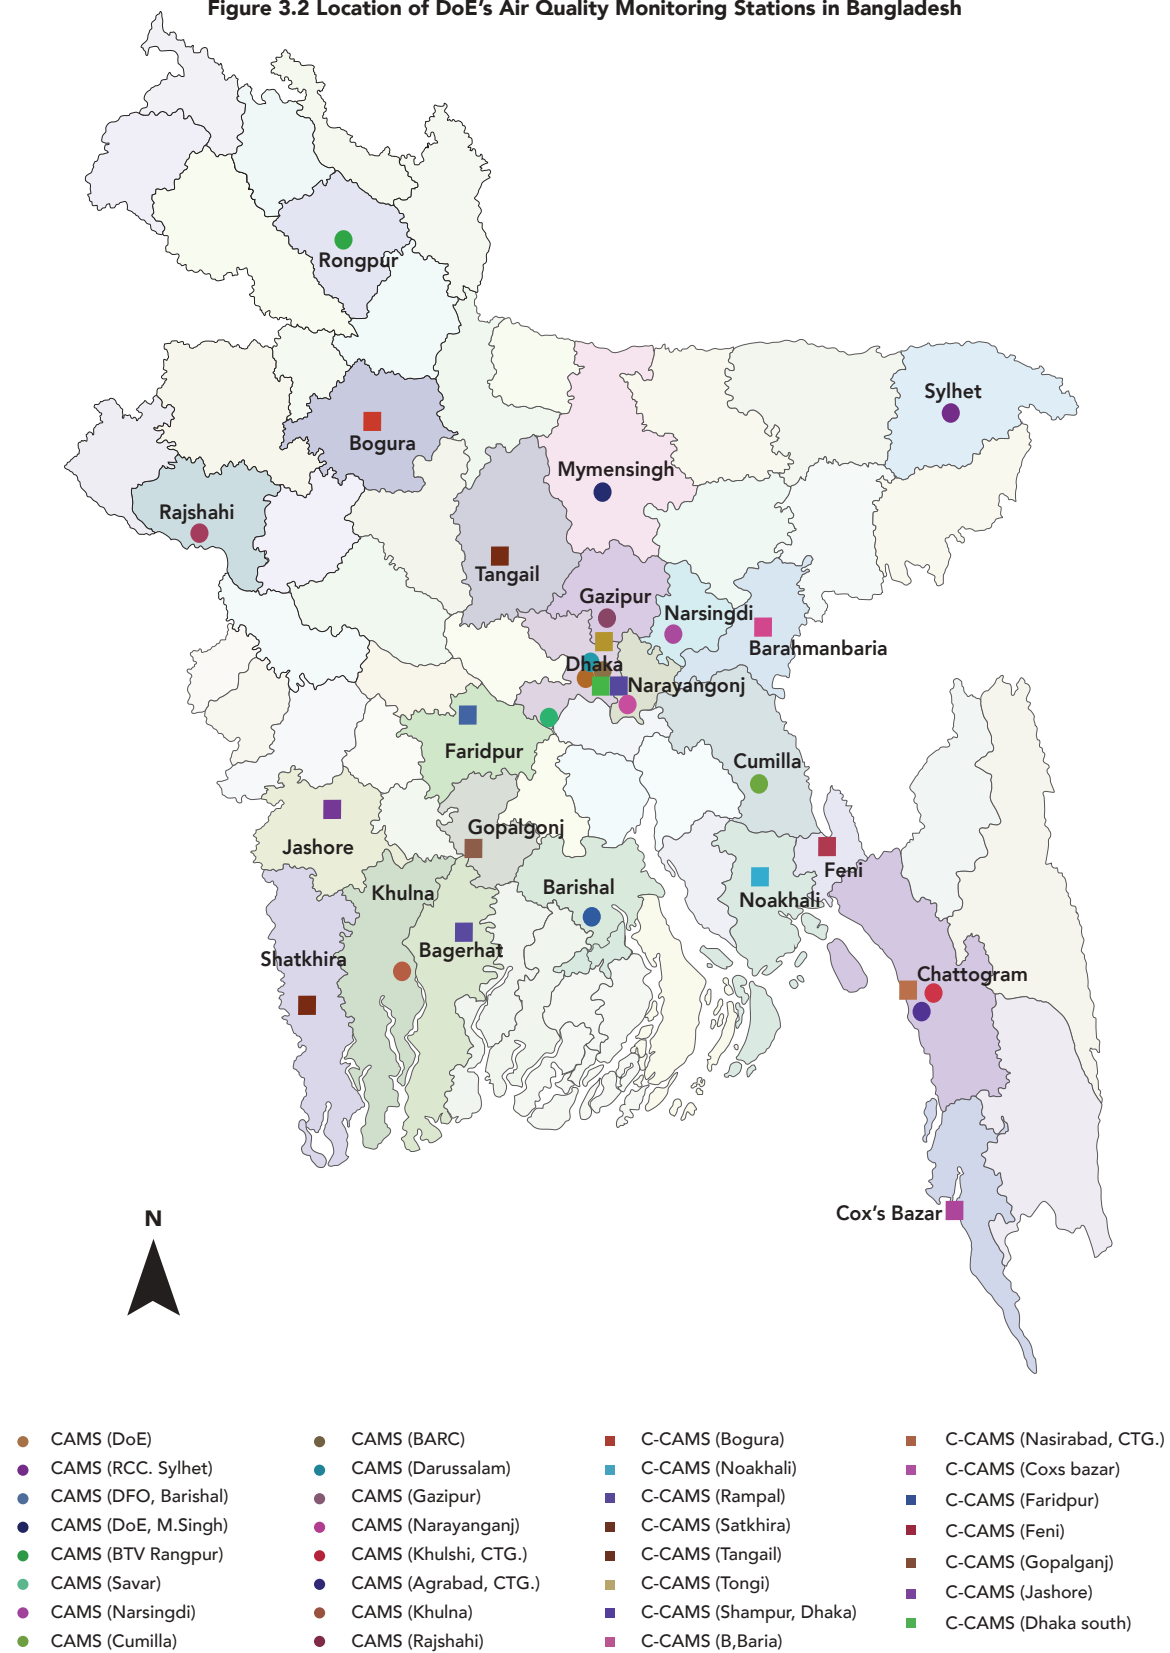 Figure 3.2 Location of DoE's Air Quality Monitoring Stations in Bangladesh
Rongpur
Sylhet
Bogura
Mymensingh
Rajshahi
Tangail
Gazipur
Narsingdi
Barahmanbaria
Dhaka
Narayangonj
Faridpur
Cumilla
Gopalgonj
Jashore
Feni
Khulna
Barishal
Noakhali
Bagerhat
Shatkhira
Chattogram
Cox's Bazar
N
CAMS (DoE)
CAMS (RCC. Sylhet)
CAMS (DFO, Barishal)
CAMS (DoE, M.Singh)
CAMS (BTV Rangpur)
CAMS (Savar)
CAMS (Narsingdi)
CAMS (Cumilla)
CAMS (BARC)
CAMS (Darussalam)
CAMS (Gazipur)
CAMS (Narayanganj)
CAMS (Khulshi, CTG.)
CAMS (Agrabad, CTG.)
CAMS (Khulna)
CAMS (Rajshahi)
C-CAMS (Bogura)
C-CAMS (Noakhali)
C-CAMS (Rampal)
C-CAMS (Satkhira)
C-CAMS (Tangail)
C-CAMS (Tongi)
C-CAMS (Shampur, Dhaka)
C-CAMS (B,Baria)
C-CAMS (Nasirabad, CTG.)
C-CAMS (Coxs bazar)
C-CAMS (Faridpur)
C-CAMS (Feni)
C-CAMS (Gopalganj)
C-CAMS (Jashore)
C-CAMS (Dhaka south)